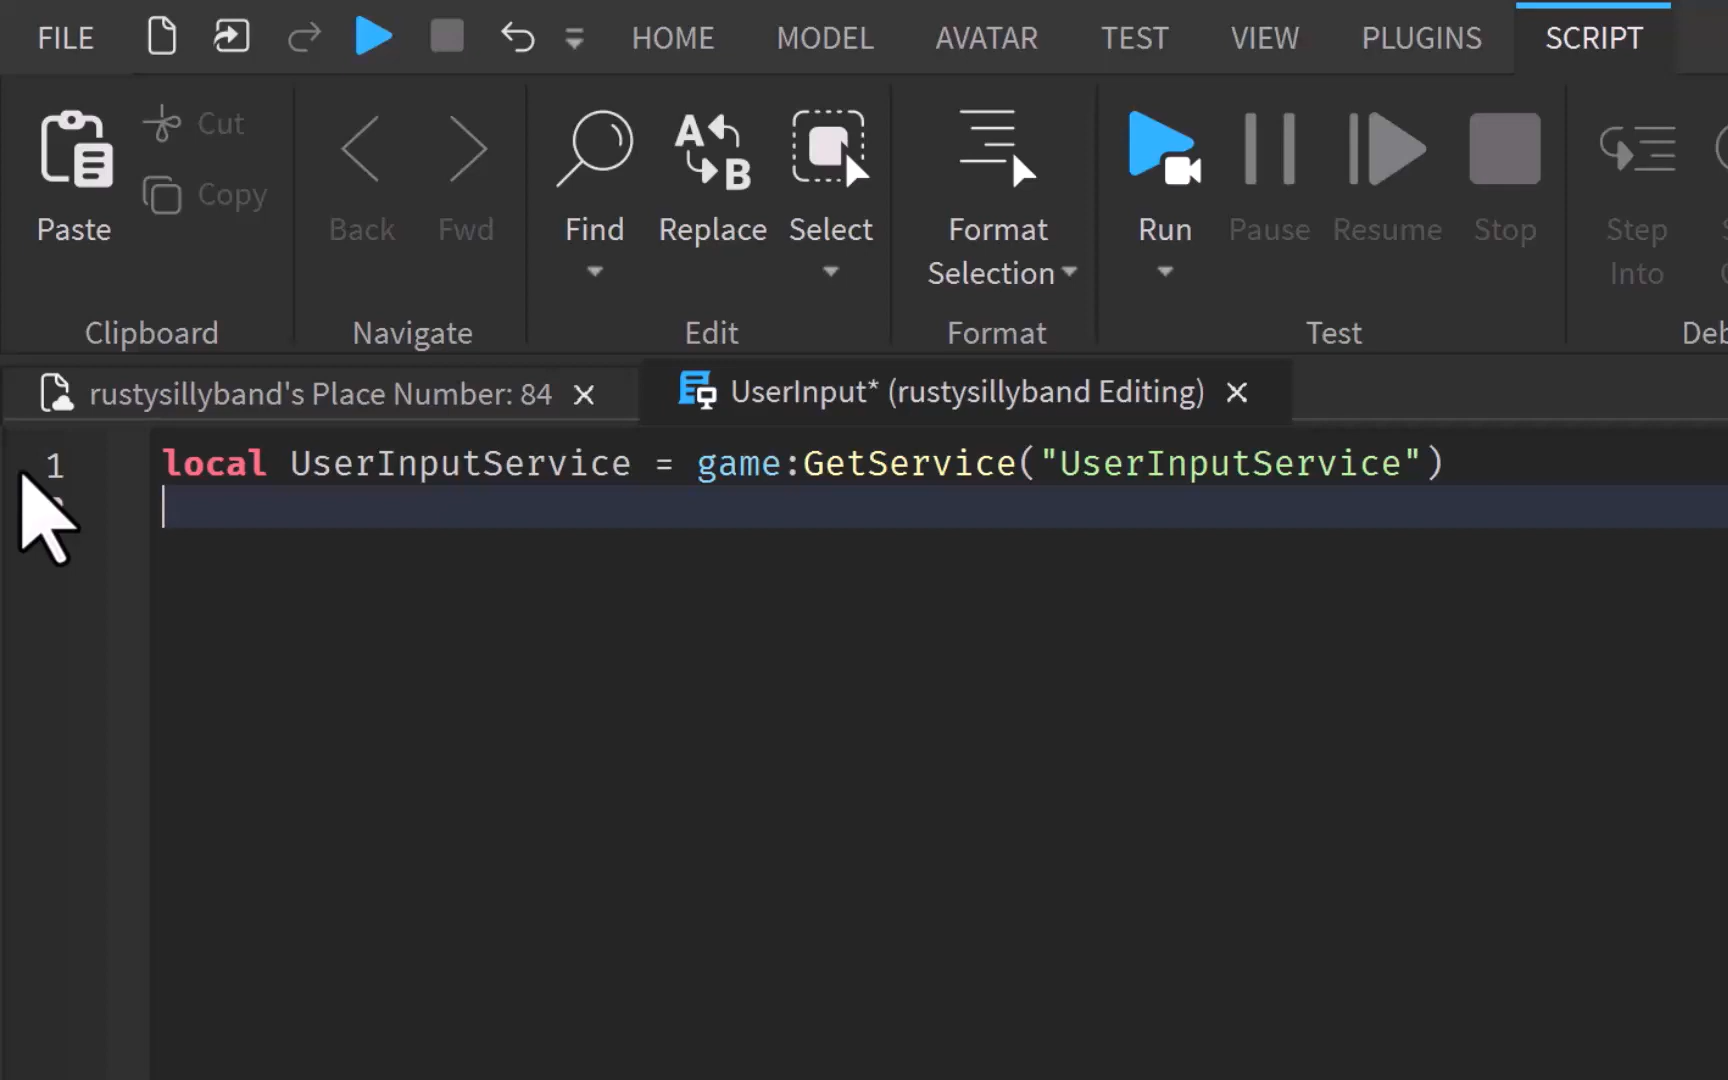 FILE HOME MODEL AVATAR TEST VIEW PLUGINS SCRIPT
Paste Cut Copy Back Fwd Find Replace Select Format Selection Run Pause Resume Stop Step Into
Clipboard Navigate Edit Format Test
rustysillyband's Place Number: 84 UserInput* (rustysillyband Editing)
1 local UserInputService = game:GetService("UserInputService")